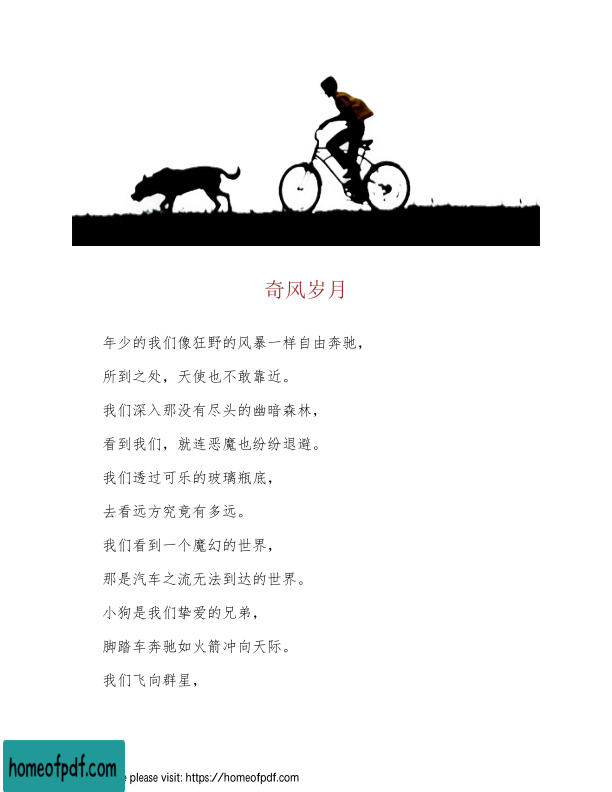 奇风岁月
年少的我们像狂野的风暴一样自由奔驰，
所到之处，天使也不敢靠近。
我们深入那没有尽头的幽暗森林，
看到我们，就连恶魔也纷纷退避。
我们透过可乐的玻璃瓶底，
去看远方究竟有多远。
我们看到一个魔幻的世界，
那是汽车之流无法到达的世界。
小狗是我们挚爱的兄弟，
脚踏车奔驰如火箭冲向天际。
我们飞向群星，
homeofpdf.com
e please visit: https://homeofpdf.com